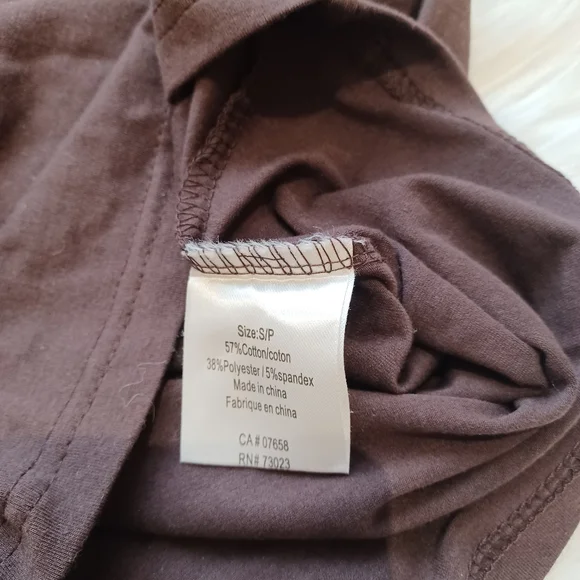 Size:S/P
57%Cotton/coton
38%Polyester/5%spandex
Made in china
Fabrique en china
CA# 07658
RN# 73023